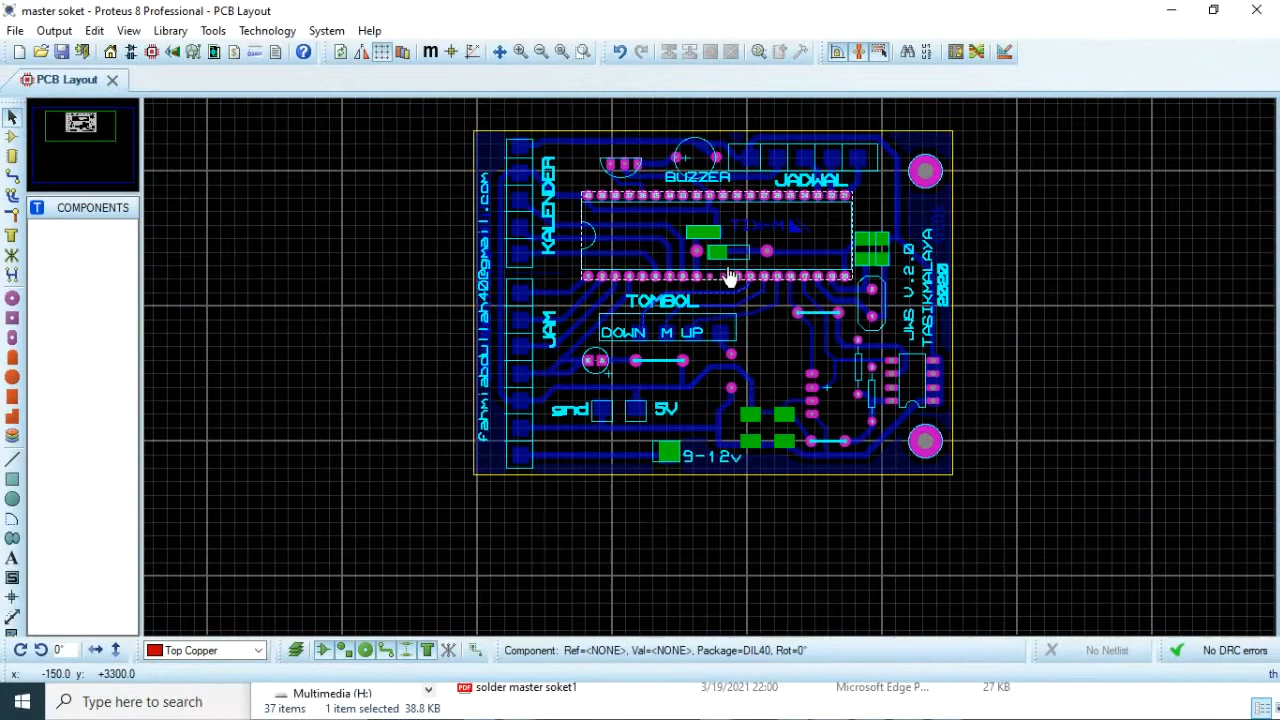 master soket - Proteus 8 Professional - PCB Layout
File Output Edit View Library Tools Technology System Help
PCB Layout
COMPONENTS
BUZZER
JADWAL
KALENDER
fahmiabdullah40@gmail.com
TOMBOL
DOWN M UP
JAM
JWS V.2.0
TASIKMALAYA
2020
K A
gnd
5V
9-12v
0°
Top Copper
Component: Ref=<NONE>, Val=<NONE>, Package=DIL40, Rot=0°
No Netlist
No DRC errors
x: -150.0 y: +3300.0 th
Type here to search
Multimedia (H:)
37 items 1 item selected 38.8 KB
PDF solder master soket1 3/19/2021 22:00 Microsoft Edge P... 27 KB